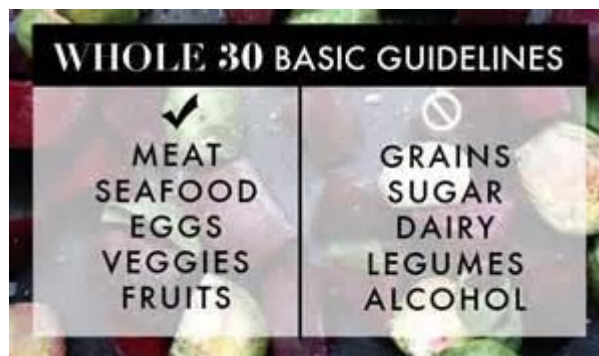 WHOLE 30 BASIC GUIDELINES
MEAT
SEAFOOD
EGGS
VEGGIES
FRUITS
GRAINS
SUGAR
DAIRY
LEGUMES
ALCOHOL